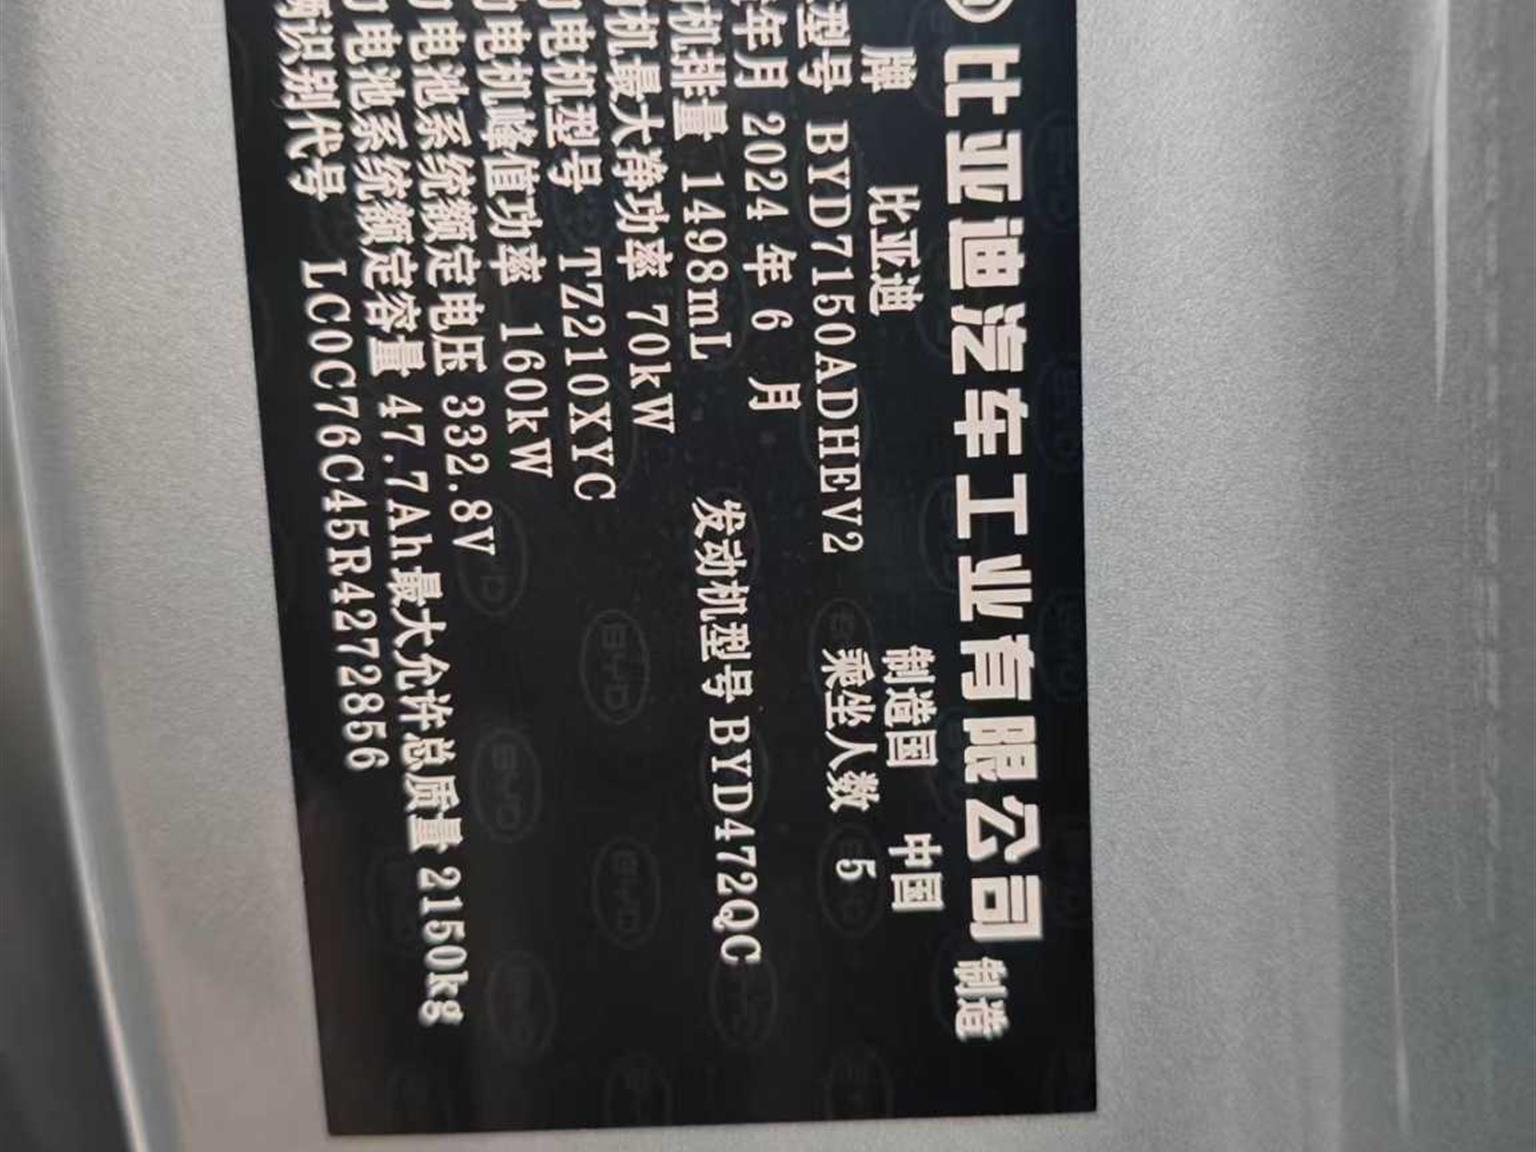 比亚迪汽车工业有限公司 制造
牌 比亚迪 制造国 中国
型号 BYD7150ADHEV2 乘坐人数 5
年月 2024 年 6 月
机排量 1498mL 发动机型号 BYD472QC
机最大净功率 70kW
电机型号 TZ210XYC
电机峰值功率 160kW
电池系统额定电压 332.8V
电池系统额定容量 47.7Ah 最大允许总质量 2150kg
识别代号 LC0C76C45R4272856